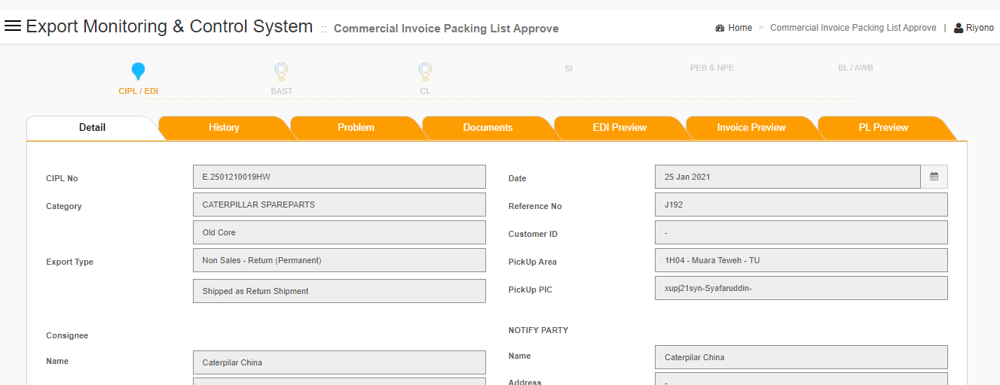 Export Monitoring & Control System :: Commercial Invoice Packing List Approve
Home > Commercial Invoice Packing List Approve | Riyono
CIPL / EDI BAST CL SI PEB & NPE BL / AWB
Detail History Problem Documents EDI Preview Invoice Preview PL Preview
CIPL No E.2501210019HW Date 25 Jan 2021
Category CATERPILLAR SPAREPARTS Reference No J192
Old Core Customer ID -
Export Type Non Sales - Return (Permanent) PickUp Area 1H04 - Muara Teweh - TU
Shipped as Return Shipment PickUp PIC xupj21syn-Syafaruddin-
Consignee NOTIFY PARTY
Name Caterpilar China Name Caterpilar China
Address -